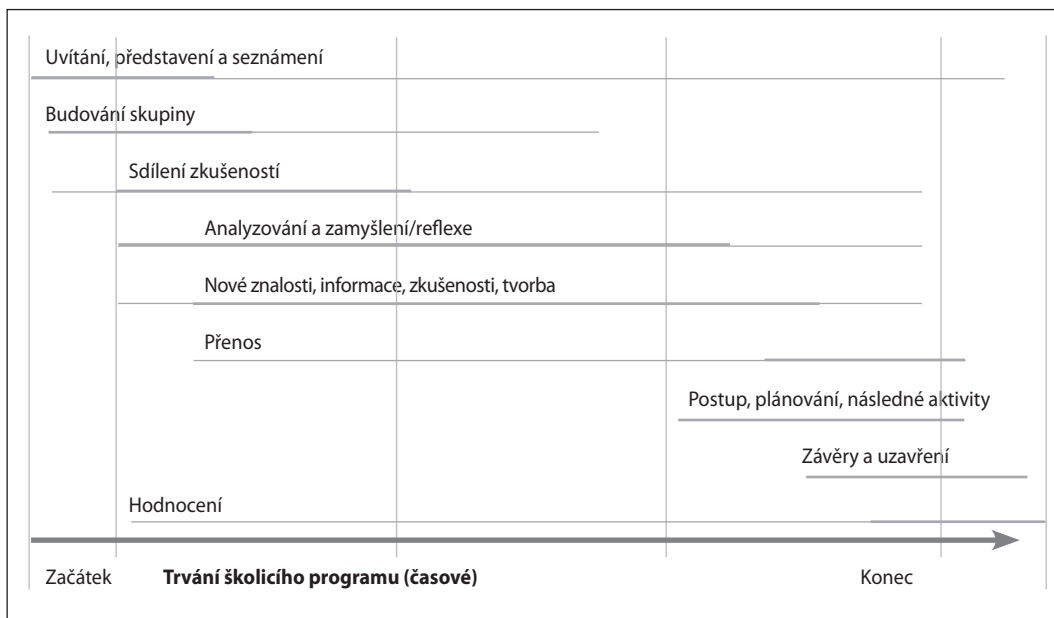 Uvítání, představení a seznámení
Budování skupiny
Sdílení zkušeností
Analyzování a zamyšlení/reflexe
Nové znalosti, informace, zkušenosti, tvorba
Přenos
Postup, plánování, následné aktivity
Závěry a uzavření
Hodnocení
Začátek Trvání školicího programu (časové) Konec